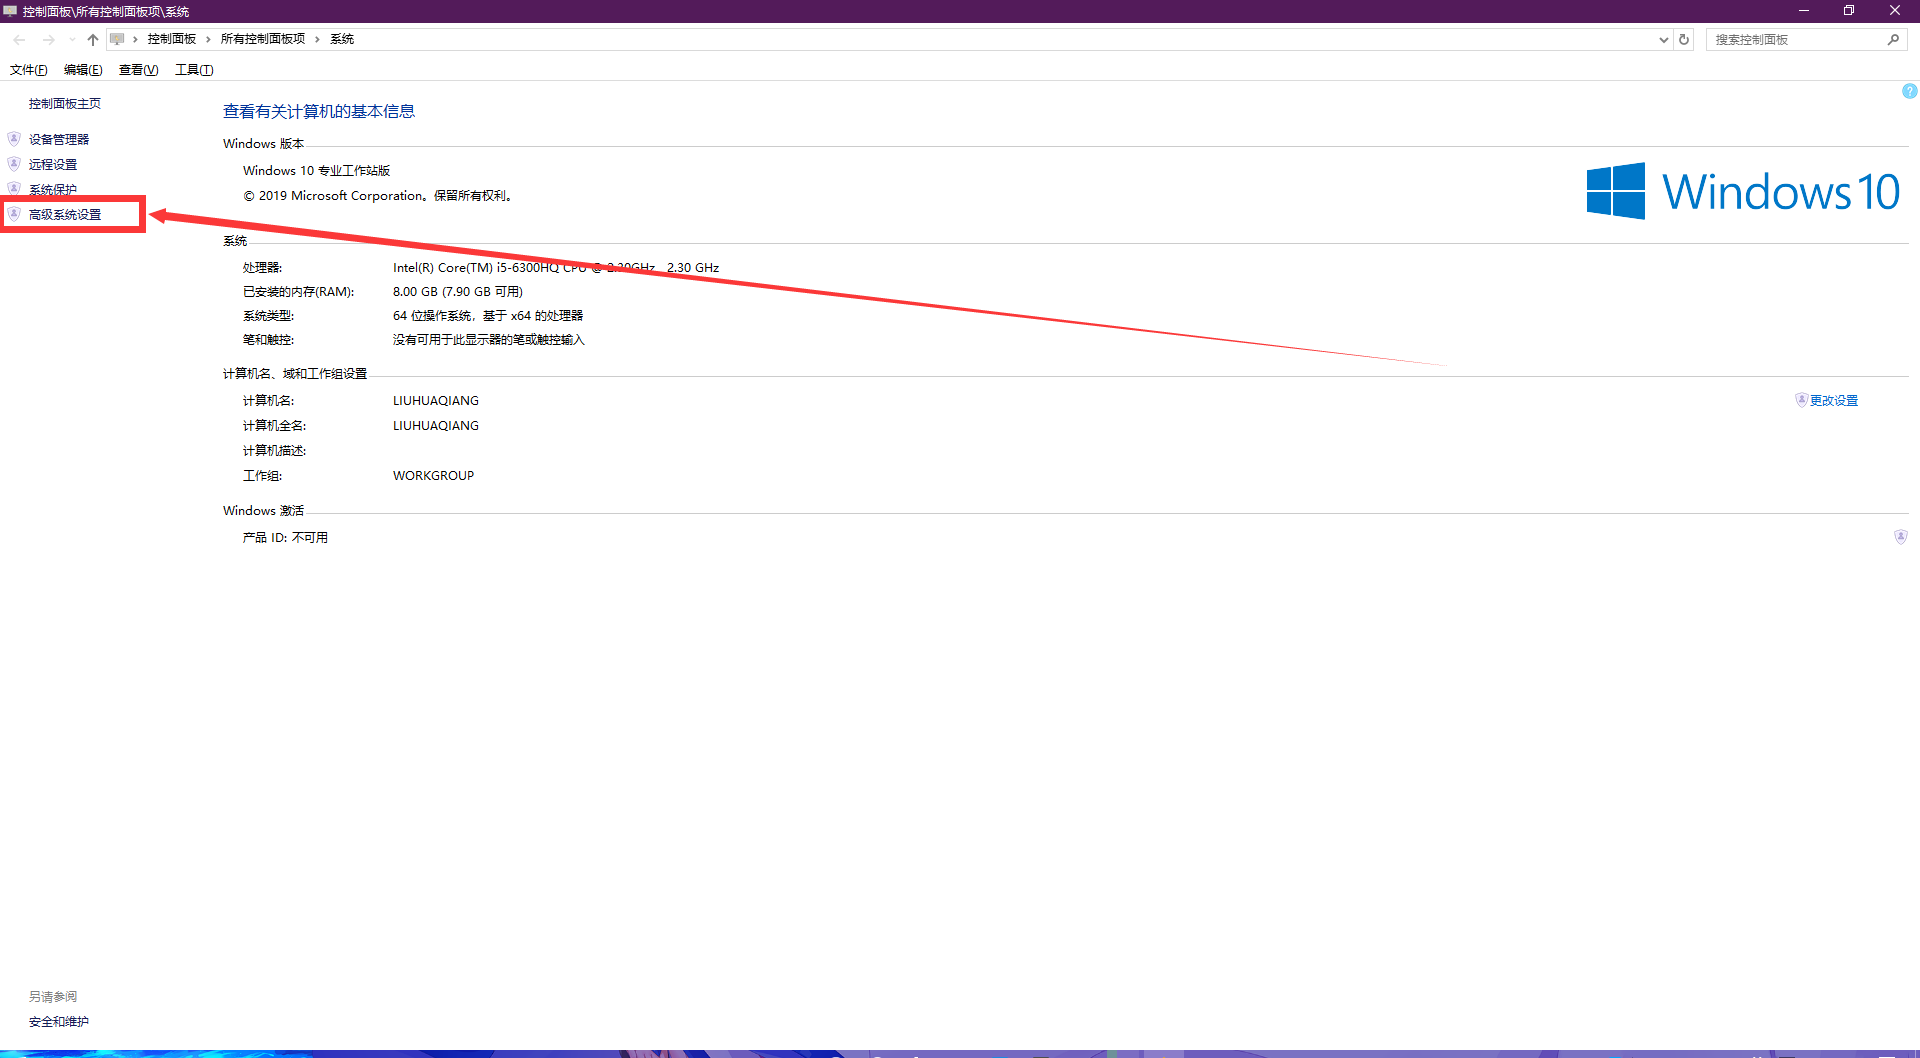 控制面板\所有控制面板项\系统
控制面板 › 所有控制面板项 › 系统
搜索控制面板
文件(F) 编辑(E) 查看(V) 工具(T)
控制面板主页
设备管理器
远程设置
系统保护
高级系统设置
查看有关计算机的基本信息
Windows 版本
Windows 10 专业工作站版
© 2019 Microsoft Corporation。保留所有权利。
Windows 10
系统
处理器: Intel(R) Core(TM) i5-6300HQ CPU @ 2.30GHz 2.30 GHz
已安装的内存(RAM): 8.00 GB (7.90 GB 可用)
系统类型: 64 位操作系统，基于 x64 的处理器
笔和触控: 没有可用于此显示器的笔或触控输入
计算机名、域和工作组设置
计算机名: LIUHUAQIANG
更改设置
计算机全名: LIUHUAQIANG
计算机描述:
工作组: WORKGROUP
Windows 激活
产品 ID: 不可用
另请参阅
安全和维护